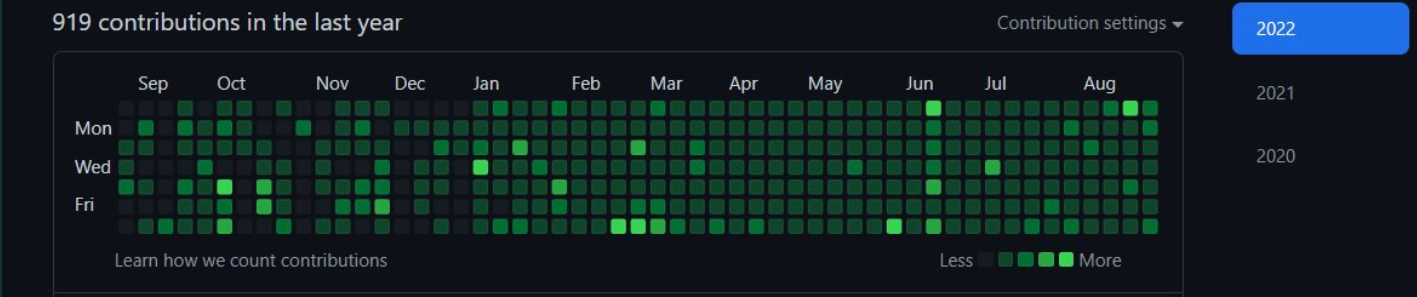 919 contributions in the last year
Contribution settings
2022
2021
2020
Sep Oct Nov Dec Jan Feb Mar Apr May Jun Jul Aug
Mon
Wed
Fri
Learn how we count contributions
Less More